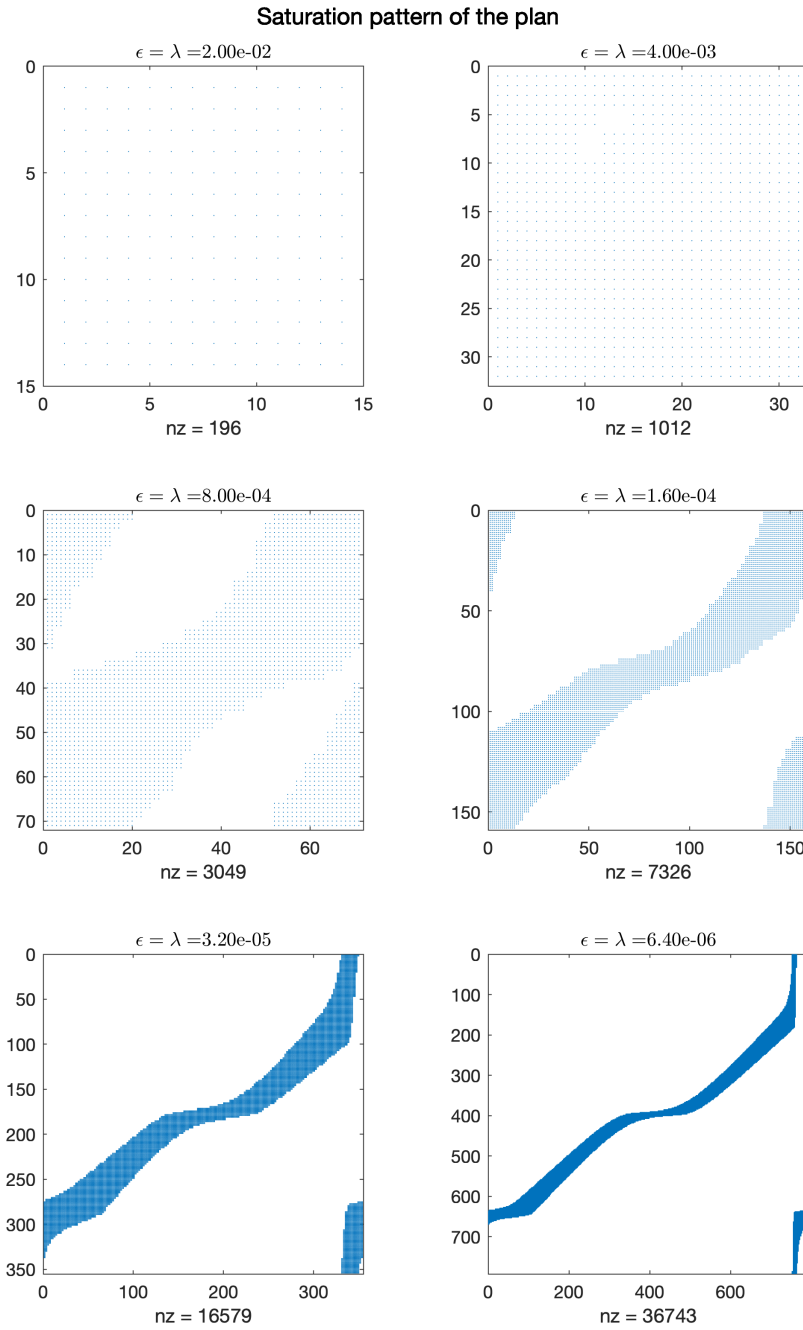 Saturation pattern of the plan
ϵ = λ =2.00e-02
0
5
10
15
0 5 10 15
nz = 196
ϵ = λ =4.00e-03
0
5
10
15
20
25
30
0 10 20 30
nz = 1012
ϵ = λ =8.00e-04
0
10
20
30
40
50
60
70
0 20 40 60
nz = 3049
ϵ = λ =1.60e-04
0
50
100
150
0 50 100 150
nz = 7326
ϵ = λ =3.20e-05
0
50
100
150
200
250
300
350
0 100 200 300
nz = 16579
ϵ = λ =6.40e-06
0
100
200
300
400
500
600
700
200 400 600
nz = 36743